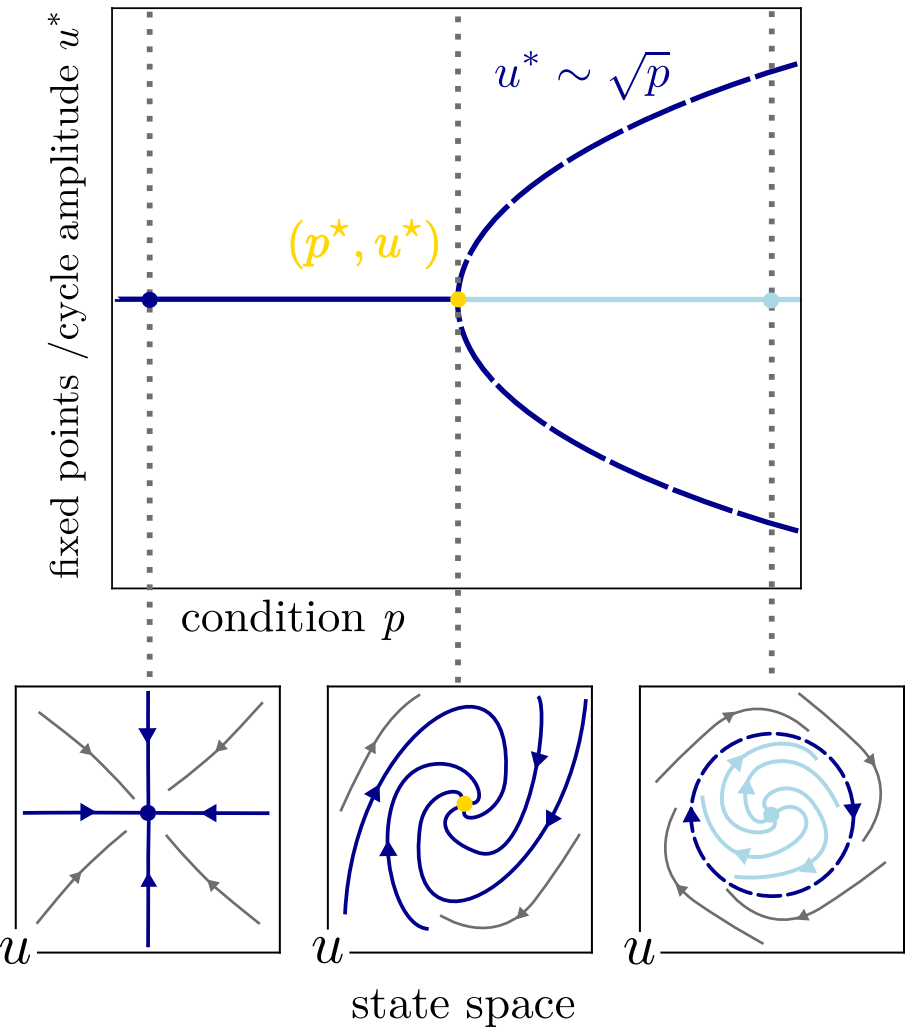 fixed points /cycle amplitude u*
u* ∼ √p
(p⋆, u⋆)
condition p
u
u
u
state space